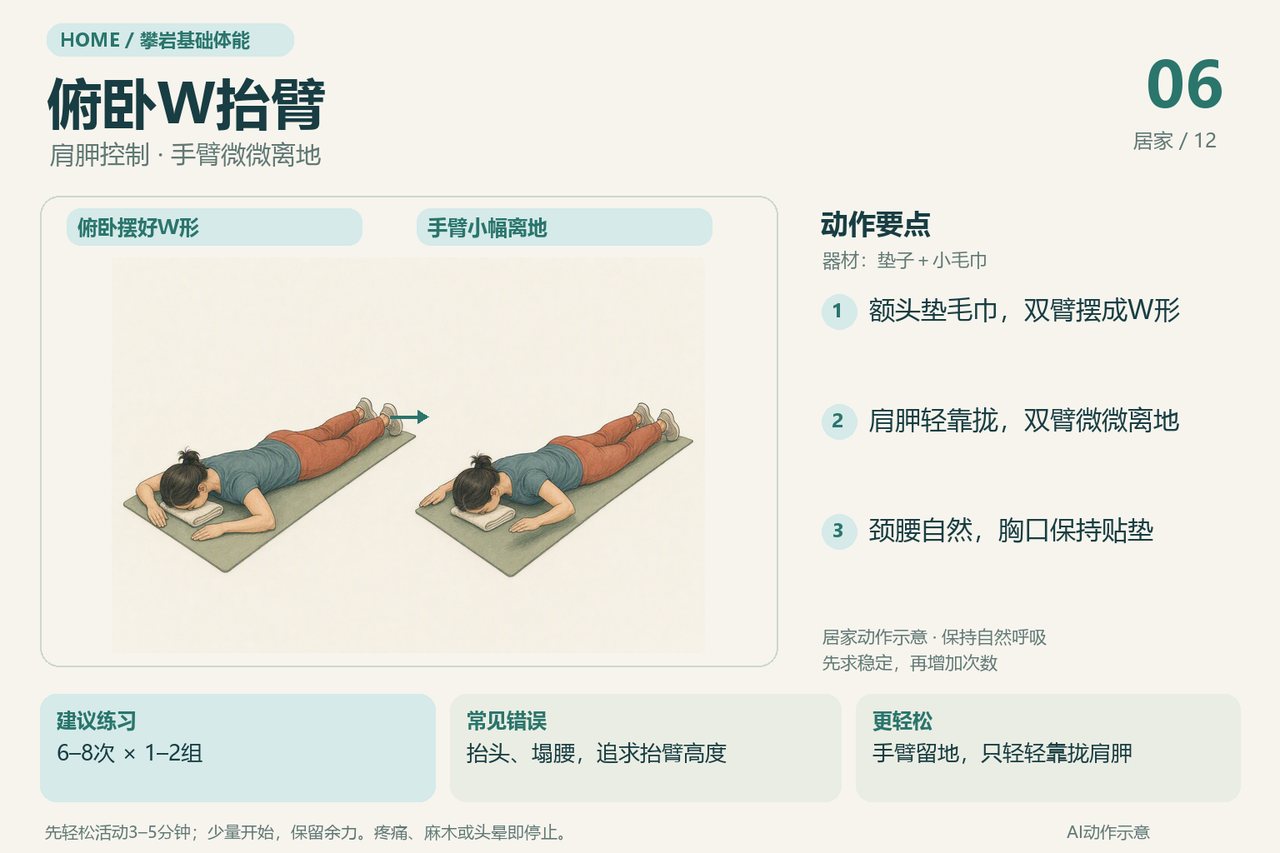 HOME / 攀岩基础体能
俯卧W抬臂
肩胛控制 · 手臂微微离地
06
居家 / 12
俯卧摆好W形
手臂小幅离地
动作要点
器材：垫子+小毛巾
1 额头垫毛巾，双臂摆成W形
2 肩胛轻靠拢，双臂微微离地
3 颈腰自然，胸口保持贴垫
居家动作示意 · 保持自然呼吸
先求稳定，再增加次数
建议练习
6–8次 × 1–2组
常见错误
抬头、塌腰，追求抬臂高度
更轻松
手臂留地，只轻轻靠拢肩胛
先轻松活动3–5分钟；少量开始，保留余力。疼痛、麻木或头晕即停止。
AI动作示意